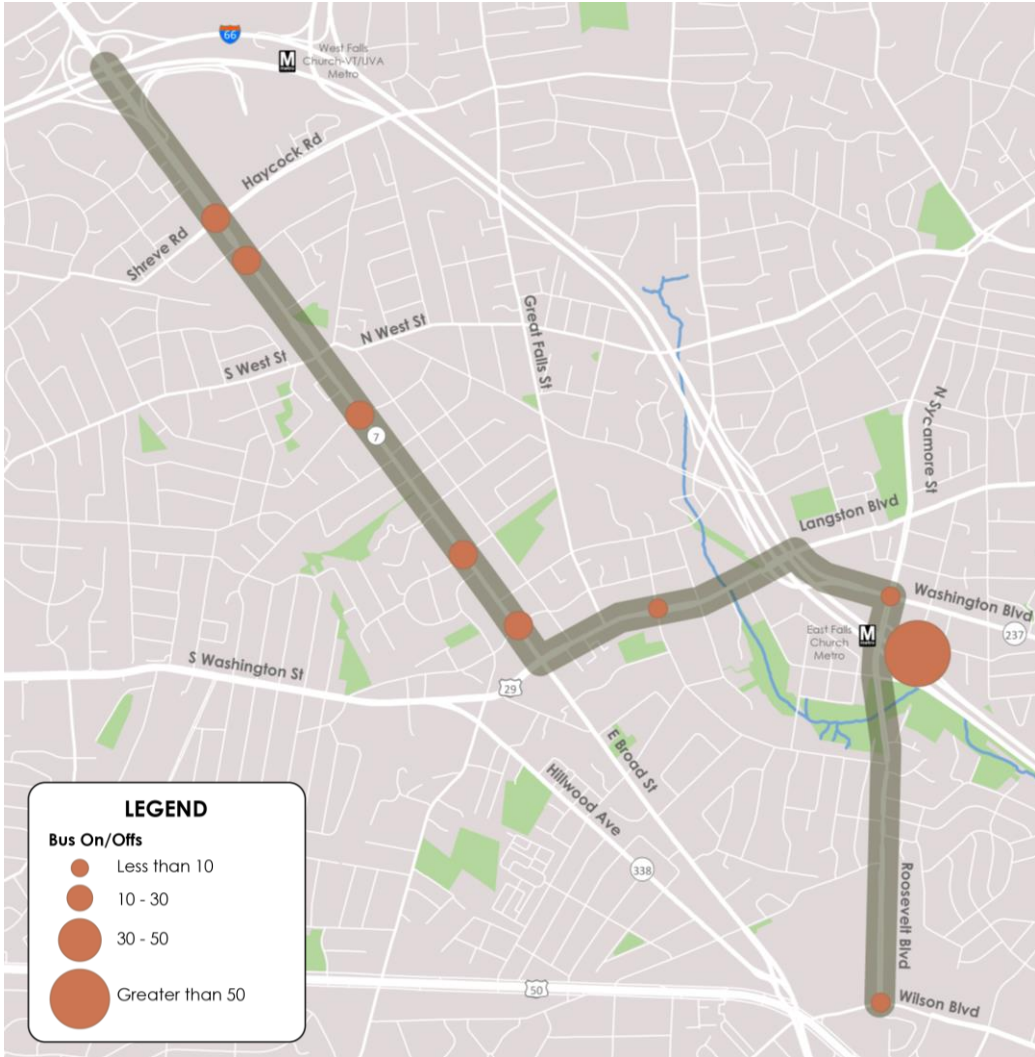 66
M
West Falls
Church-VT/UVA
Metro
Haycock Rd
Shreve Rd
N West St
S West St
Great Falls St
7
N Sycamore St
Langston Blvd
Washington Blvd
237
East Falls
Church
Metro
M
S Washington St
29
E Broad St
Hillwood Ave
338
Roosevelt Blvd
Wilson Blvd
50
LEGEND
Bus On/Offs
Less than 10
10 - 30
30 - 50
Greater than 50